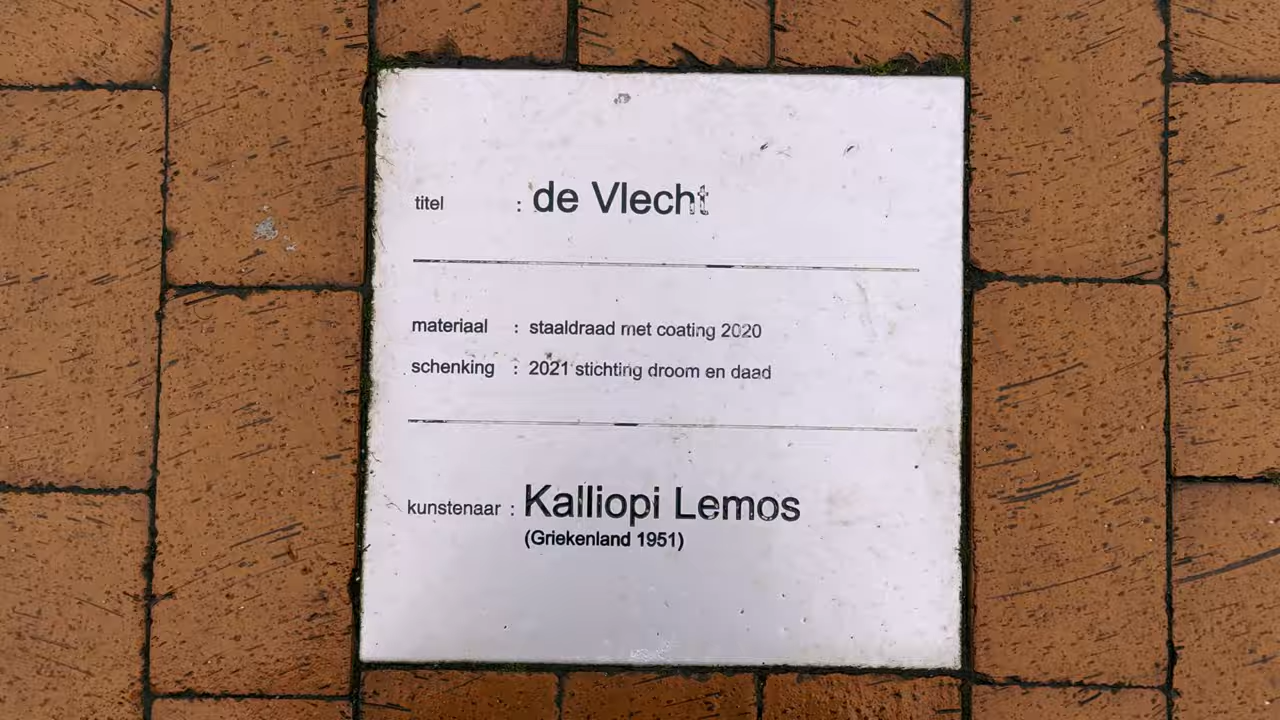 titel : de Vlecht
materiaal : staaldraad met coating 2020
schenking : 2021 stichting droom en daad
kunstenaar : Kalliopi Lemos
(Griekenland 1951)